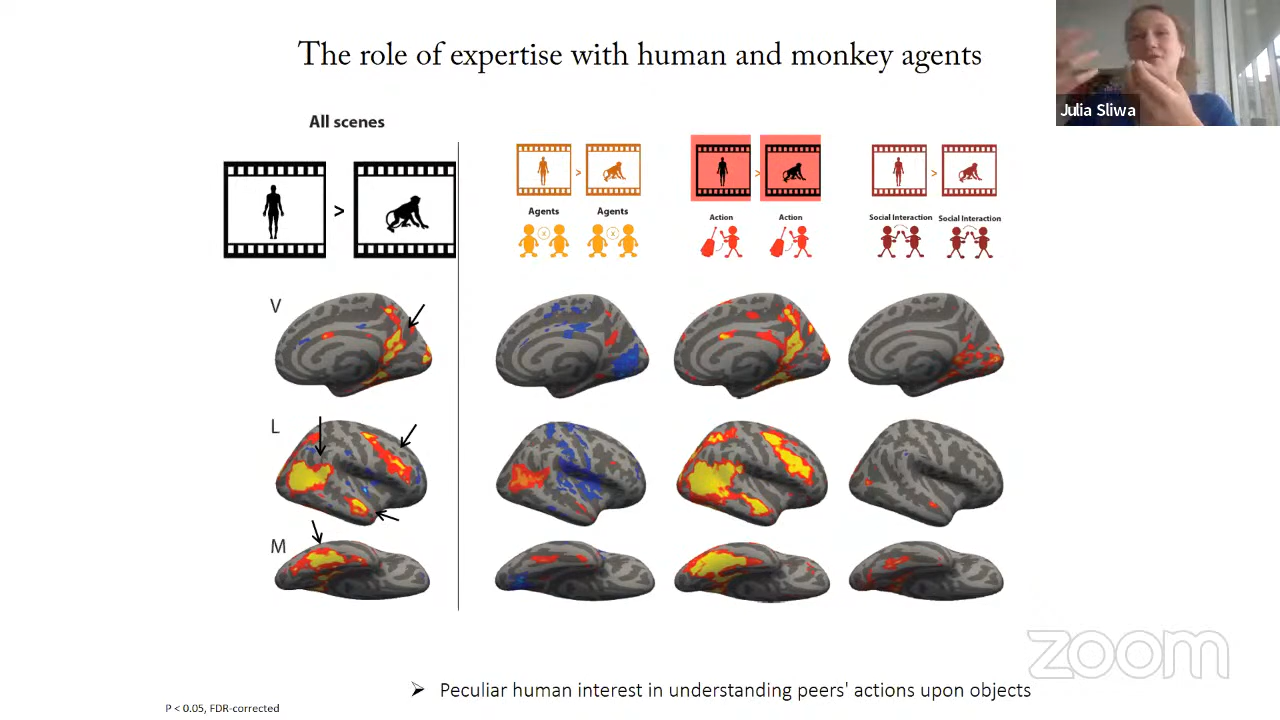 The role of expertise with human and monkey agents
Julia Sliwa
All scenes
>
>
>
>
Agents
Agents
Action
Action
Social Interaction
Social Interaction
x
x
V
L
M
zoom
➢ Peculiar human interest in understanding peers' actions upon objects
P < 0.05, FDR-corrected